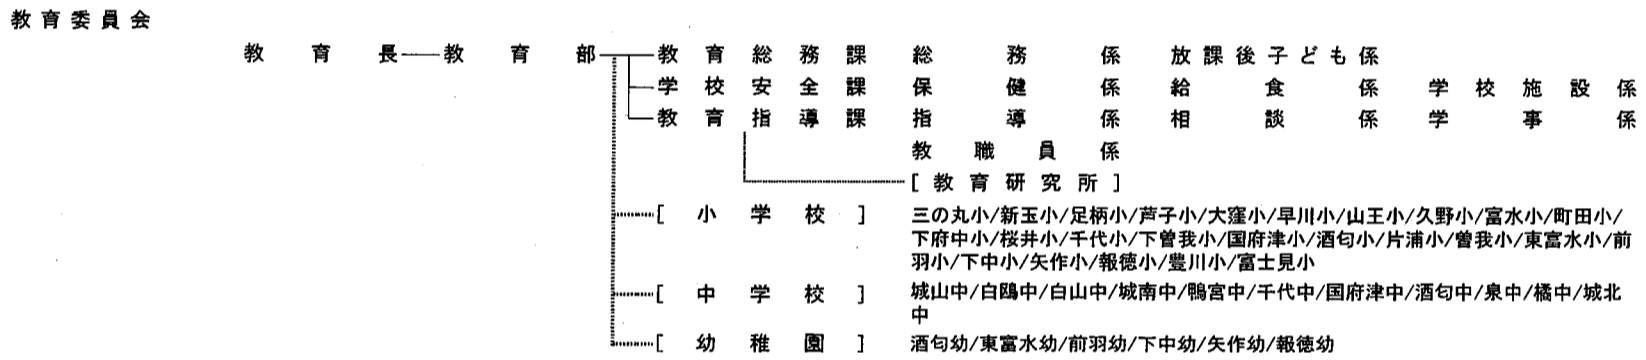 教育委員会
教育長 教育部 教育総務課 総務係 放課後子ども係
学校安全課 保健係 給食係 学校施設係
教育指導課 指導係 相談係 学事係
教職員係
[教育研究所]
[小学校] 三の丸小/新玉小/足柄小/芦子小/大窪小/早川小/山王小/久野小/富水小/町田小/
下府中小/桜井小/千代小/下曽我小/国府津小/酒匂小/片浦小/曽我小/東富水小/前
羽小/下中小/矢作小/報徳小/豊川小/富士見小
[中学校] 城山中/白鴎中/白山中/城南中/鴨宮中/千代中/国府津中/酒匂中/泉中/橘中/城北
中
[幼稚園] 酒匂幼/東富水幼/前羽幼/下中幼/矢作幼/報徳幼